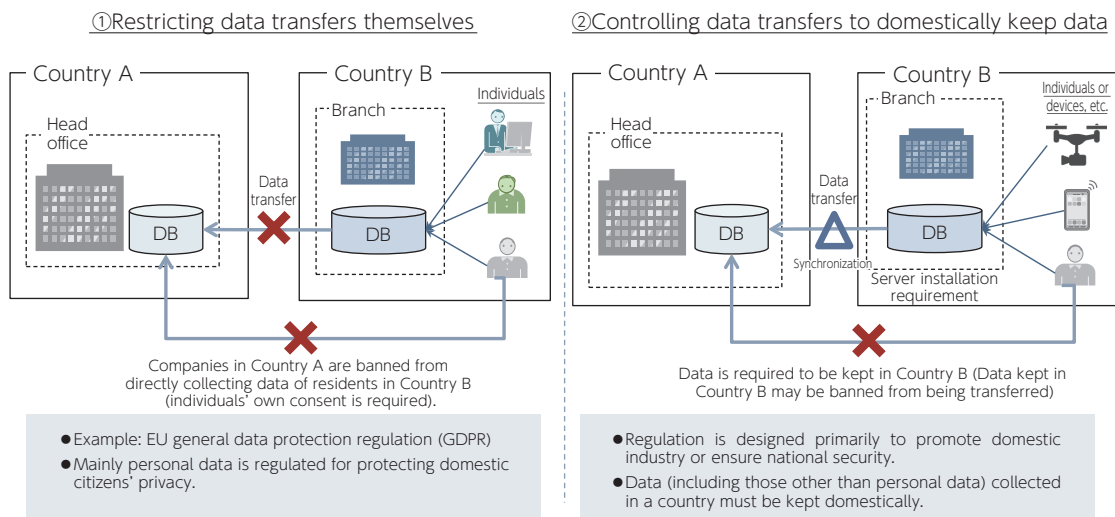 ①Restricting data transfers themselves
Country A
Country B
Individuals
Branch
Head
office
Data
transfer
DB
DB
Companies in Country A are banned from
directly collecting data of residents in Country B
(individuals' own consent is required).
●Example: EU general data protection regulation (GDPR)
●Mainly personal data is regulated for protecting domestic
citizens' privacy.
②Controlling data transfers to domestically keep data
Country A
Country B
Individuals or
devices, etc.
Branch
Head
office
Data
transfer
DB
DB
Synchronization
Server installation
requirement
Data is required to be kept in Country B (Data kept in
Country B may be banned from being transferred)
●Regulation is designed primarily to promote domestic
industry or ensure national security.
●Data (including those other than personal data) collected
in a country must be kept domestically.